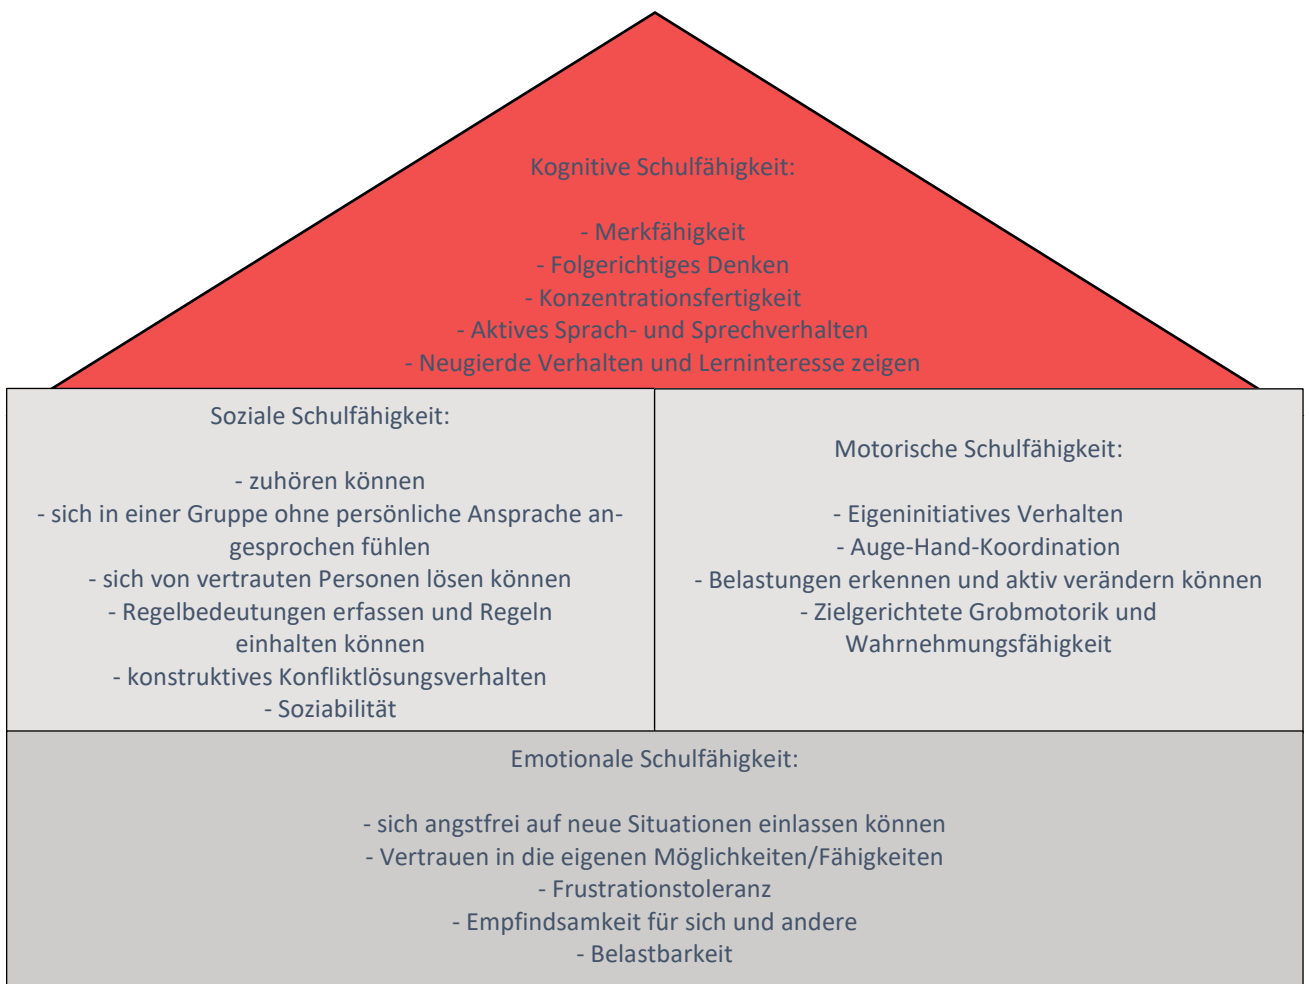 Kognitive Schulfähigkeit:
- Merkfähigkeit
- Folgerichtiges Denken
- Konzentrationsfertigkeit
- Aktives Sprach- und Sprechverhalten
- Neugierde Verhalten und Lerninteresse zeigen
Soziale Schulfähigkeit:
- zuhören können
- sich in einer Gruppe ohne persönliche Ansprache an-
gesprochen fühlen
- sich von vertrauten Personen lösen können
- Regelbedeutungen erfassen und Regeln
einhalten können
- konstruktives Konfliktlösungsverhalten
- Soziabilität
Motorische Schulfähigkeit:
- Eigeninitiatives Verhalten
- Auge-Hand-Koordination
- Belastungen erkennen und aktiv verändern können
- Zielgerichtete Grobmotorik und
Wahrnehmungsfähigkeit
Emotionale Schulfähigkeit:
- sich angstfrei auf neue Situationen einlassen können
- Vertrauen in die eigenen Möglichkeiten/Fähigkeiten
- Frustrationstoleranz
- Empfindsamkeit für sich und andere
- Belastbarkeit